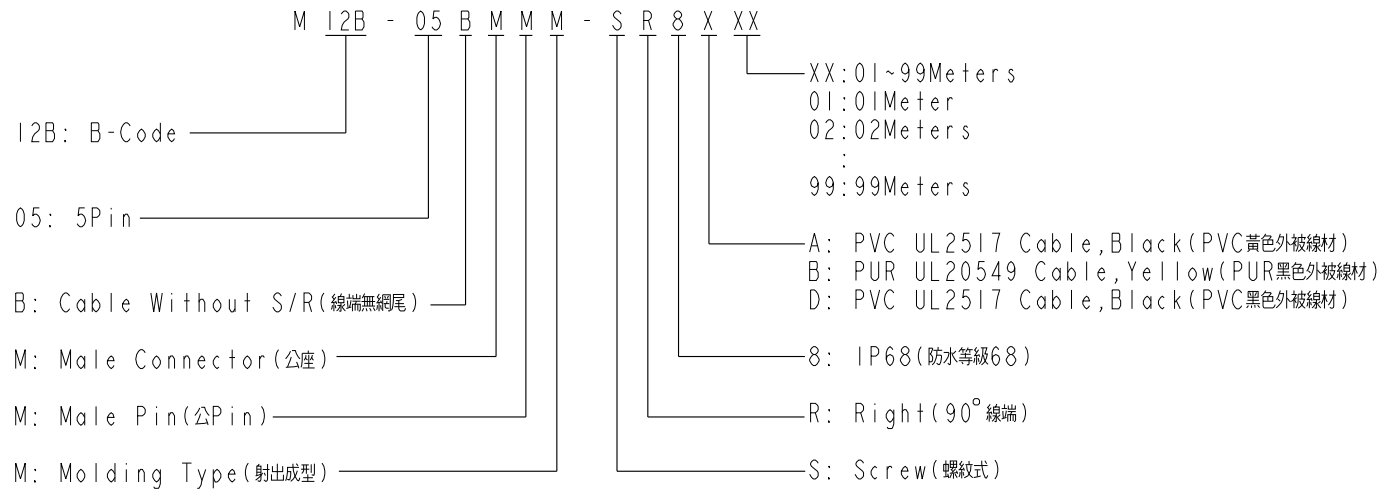 M 12B - 05 B M M M - S R 8 X XX
XX:01~99Meters
01:01Meter
02:02Meters
:
99:99Meters
12B: B-Code
05: 5Pin
B: Cable Without S/R(線端無網尾)
M: Male Connector(公座)
M: Male Pin(公Pin)
M: Molding Type(射出成型)
A: PVC UL2517 Cable,Black(PVC黃色外被線材)
B: PUR UL20549 Cable,Yellow(PUR黑色外被線材)
D: PVC UL2517 Cable,Black(PVC黑色外被線材)
8: IP68(防水等級68)
R: Right(90°線端)
S: Screw(螺紋式)